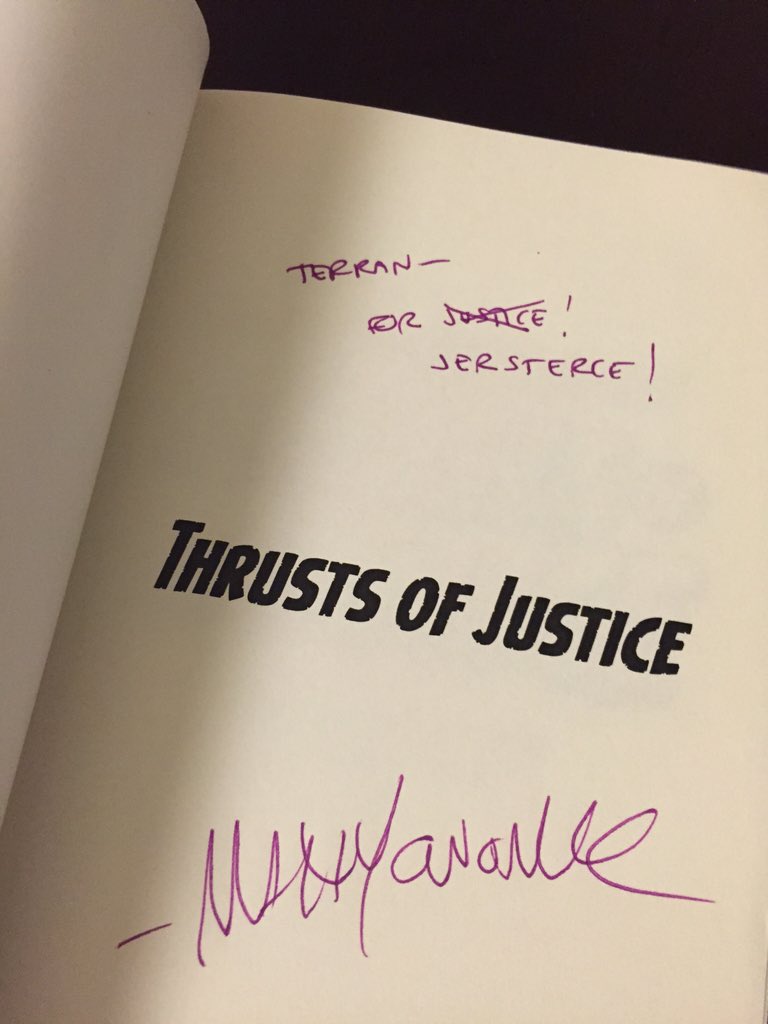 TERRAN—
FOR JUSTICE!
JERSTERCE!
THRUSTS OF JUSTICE